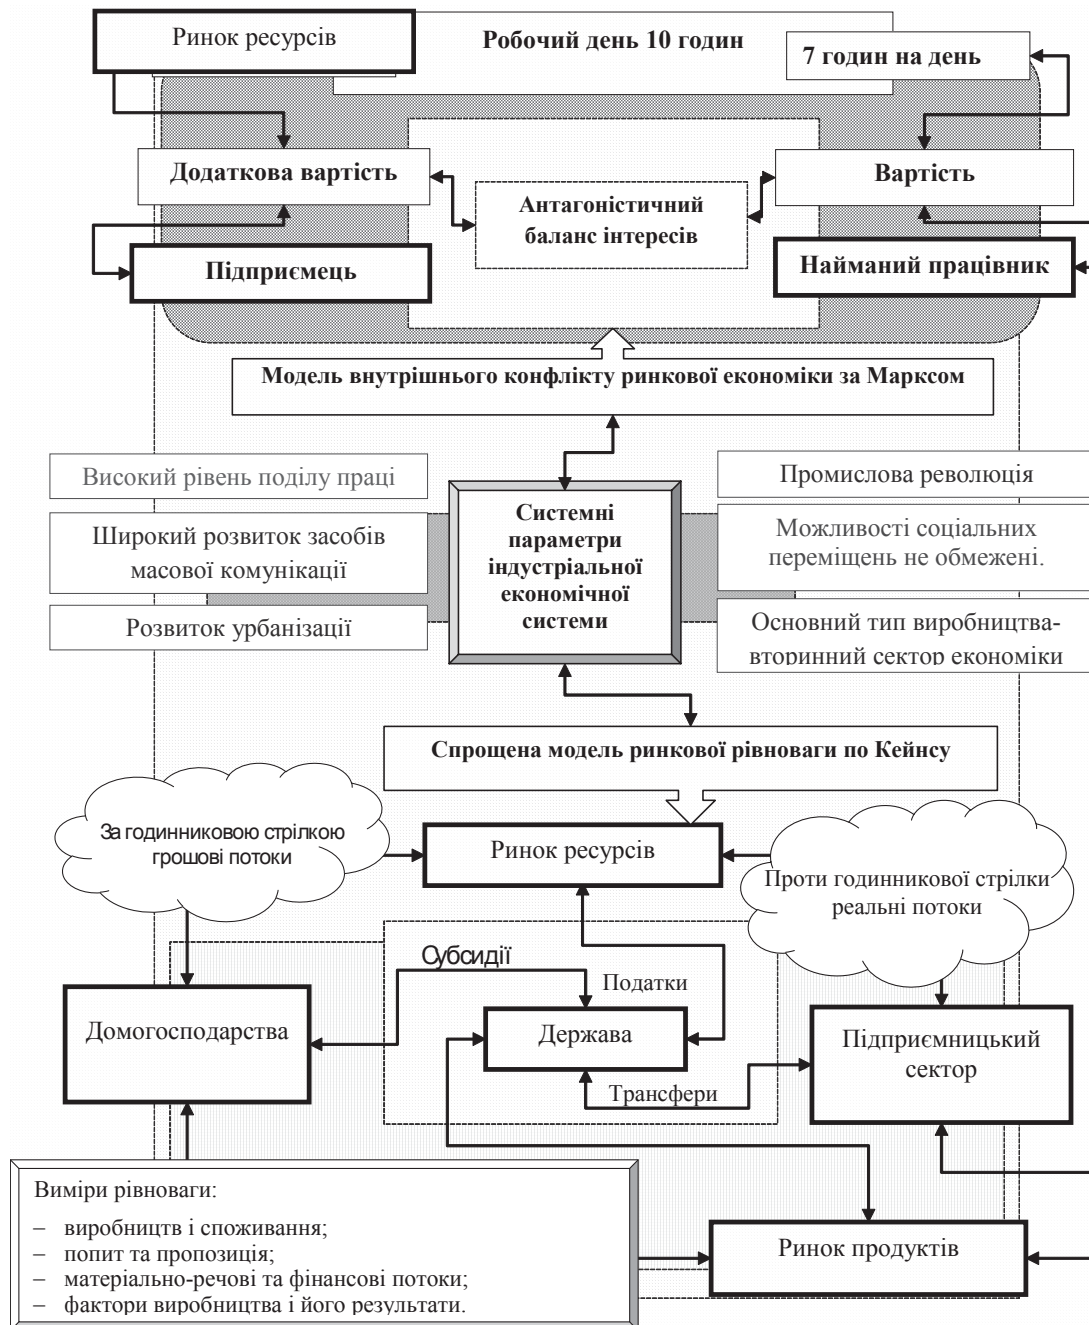 Ринок ресурсів
Робочий день 10 годин
7 годин на день
Додаткова вартість
Вартість
Антагоністичний
баланс інтересів
Підприємець
Найманий працівник
Модель внутрішнього конфлікту ринкової економіки за Марксом
Високий рівень поділу праці
Широкий розвиток засобів
масової комунікації
Розвиток урбанізації
Системні
параметри
індустріальної
економічної
системи
Промислова революція
Можливості соціальних
переміщень не обмежені.
Основний тип виробництва-
вторинний сектор економіки
Спрощена модель ринкової рівноваги по Кейнсу
За годинниковою стрілкою
грошові потоки
Ринок ресурсів
Проти годинникової стрілки
реальні потоки
Субсидії
Податки
Домогосподарства
Держава
Підприємницький
сектор
Трансфери
Виміри рівноваги:
– виробництв і споживання;
– попит та пропозиція;
– матеріально-речові та фінансові потоки;
– фактори виробництва і його результати.
Ринок продуктів